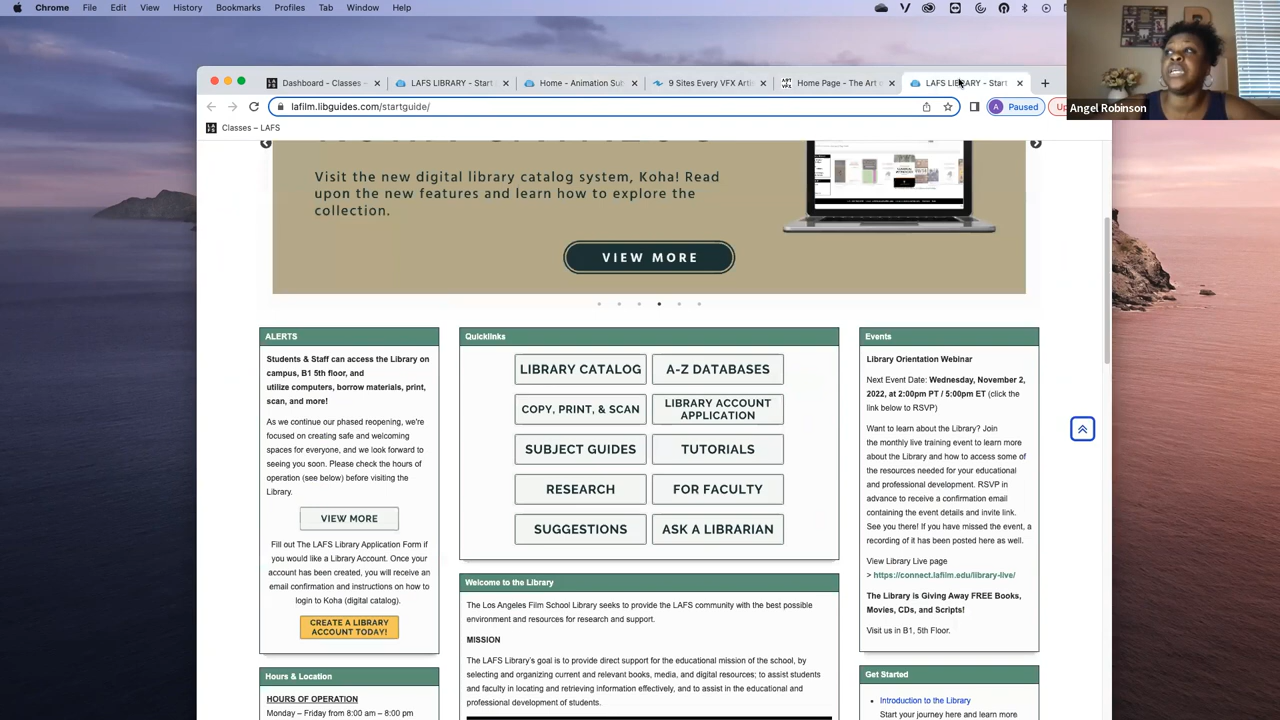 Chrome File Edit View History Bookmarks Profiles Tab Window Help
Dashboard - Classes –
LAFS LIBRARY - Start
Home - Animation Sub
9 Sites Every VFX Arti
Home Page - The Art
LAFS LIBRARY - Start
Angel Robinson
lafilm.libguides.com/startguide/
A Paused
Classes – LAFS
Visit the new digital library catalog system, Koha! Read
upon the new features and learn how to explore the
collection.
VIEW MORE
ALERTS
Students & Staff can access the Library on
campus, B1 5th floor, and
utilize computers, borrow materials, print,
scan, and more!
As we continue our phased reopening, we're
focused on creating safe and welcoming
spaces for everyone, and we look forward to
seeing you soon. Please check the hours of
operation (see below) before visiting the
Library.
VIEW MORE
Fill out The LAFS Library Application Form if
you would like a Library Account. Once your
account has been created, you will receive an
email confirmation and instructions on how to
login to Koha (digital catalog).
CREATE A LIBRARY
ACCOUNT TODAY!
Hours & Location
HOURS OF OPERATION
Monday – Friday from 8:00 am – 8:00 pm
Quicklinks
LIBRARY CATALOG
A-Z DATABASES
COPY, PRINT, & SCAN
LIBRARY ACCOUNT
APPLICATION
SUBJECT GUIDES
TUTORIALS
RESEARCH
FOR FACULTY
SUGGESTIONS
ASK A LIBRARIAN
Welcome to the Library
The Los Angeles Film School Library seeks to provide the LAFS community with the best possible
environment and resources for research and support.
MISSION
The LAFS Library's goal is to provide direct support for the educational mission of the school, by
selecting and organizing current and relevant books, media, and digital resources; to assist students
and faculty in locating and retrieving information effectively, and to assist in the educational and
professional development of students.
Events
Library Orientation Webinar
Next Event Date: Wednesday, November 2,
2022, at 2:00pm PT / 5:00pm ET (click the
link below to RSVP)
Want to learn about the Library? Join
the monthly live training event to learn more
about the Library and how to access some of
the resources needed for your educational
and professional development. RSVP in
advance to receive a confirmation email
containing the event details and invite link.
See you there! If you have missed the event, a
recording of it has been posted here as well.
View Library Live page
> https://connect.lafilm.edu/library-live/
The Library is Giving Away FREE Books,
Movies, CDs, and Scripts!
Visit us in B1, 5th Floor.
Get Started
Introduction to the Library
Start your journey here and learn more